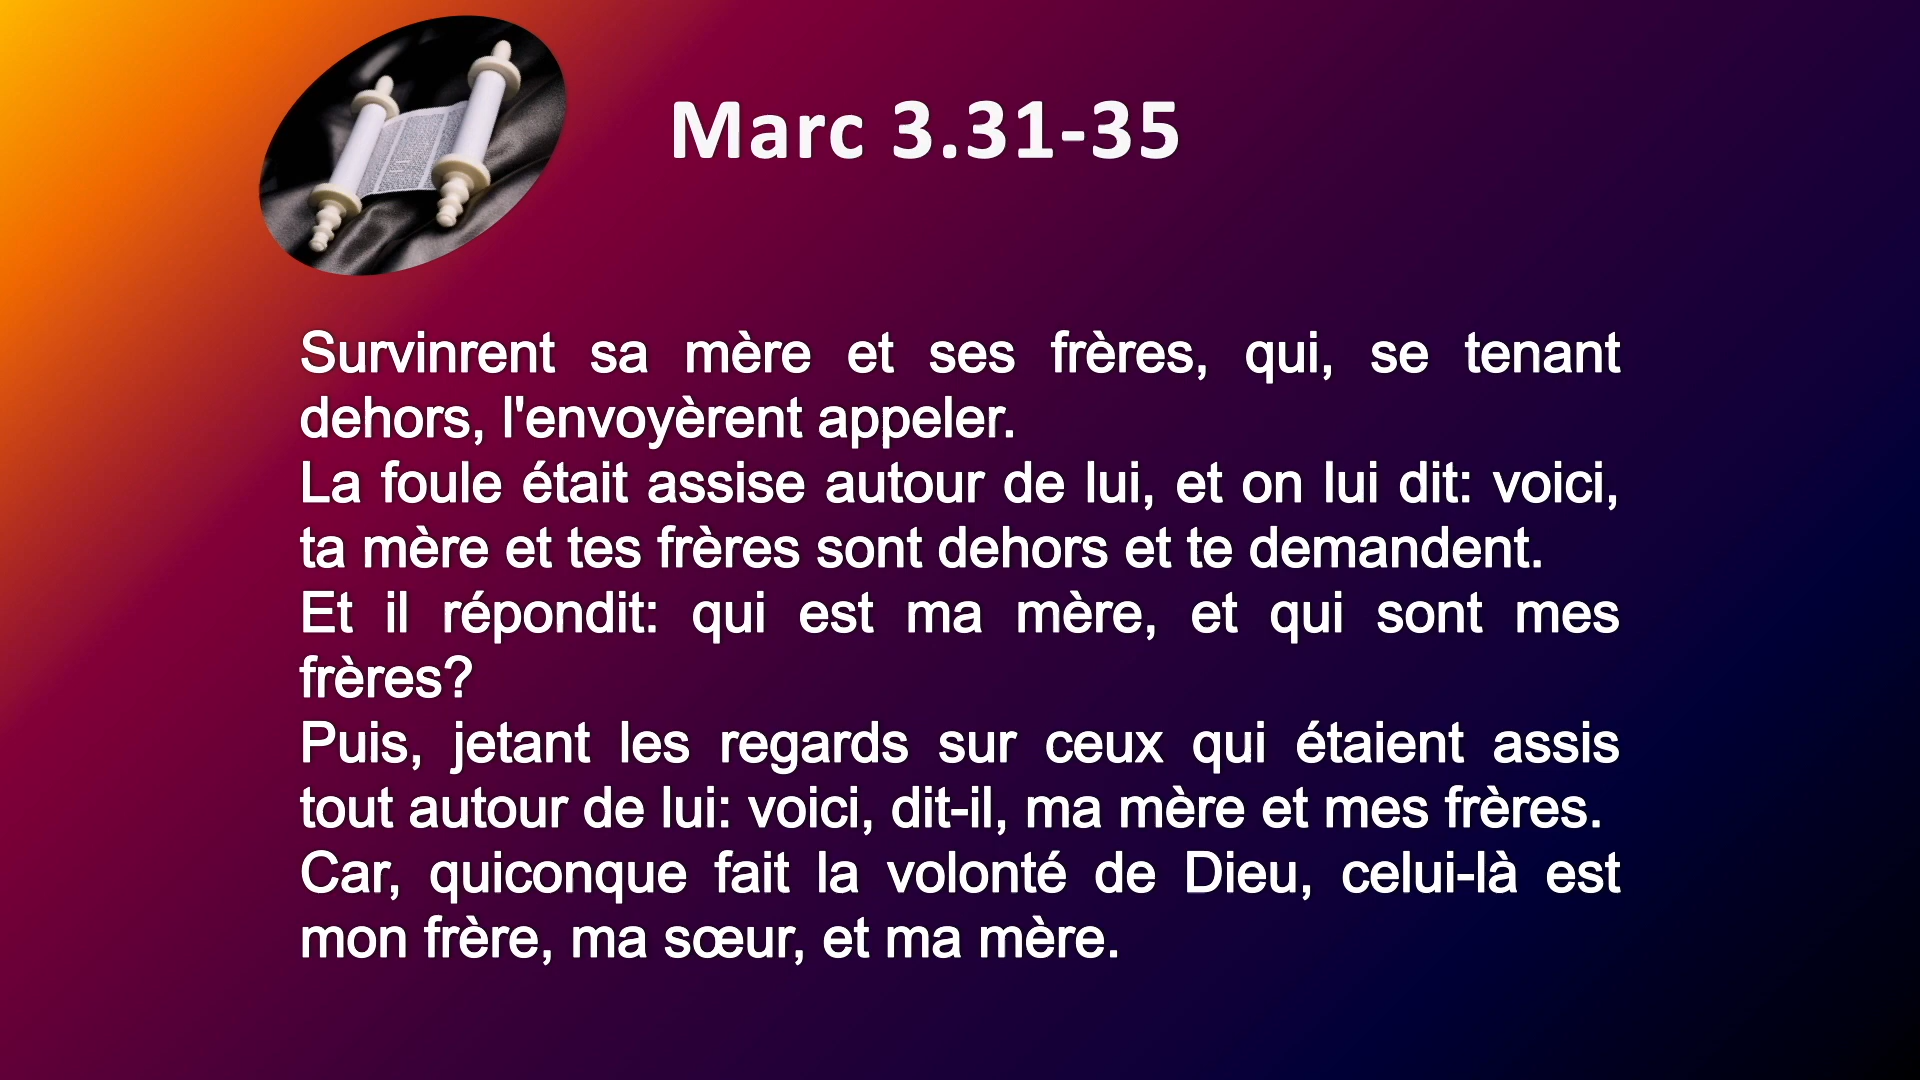 Marc 3.31-35
Survinrent sa mère et ses frères, qui, se tenant
dehors, l'envoyèrent appeler.
La foule était assise autour de lui, et on lui dit: voici,
ta mère et tes frères sont dehors et te demandent.
Et il répondit: qui est ma mère, et qui sont mes
frères?
Puis, jetant les regards sur ceux qui étaient assis
tout autour de lui: voici, dit-il, ma mère et mes frères.
Car, quiconque fait la volonté de Dieu, celui-là est
mon frère, ma sœur, et ma mère.